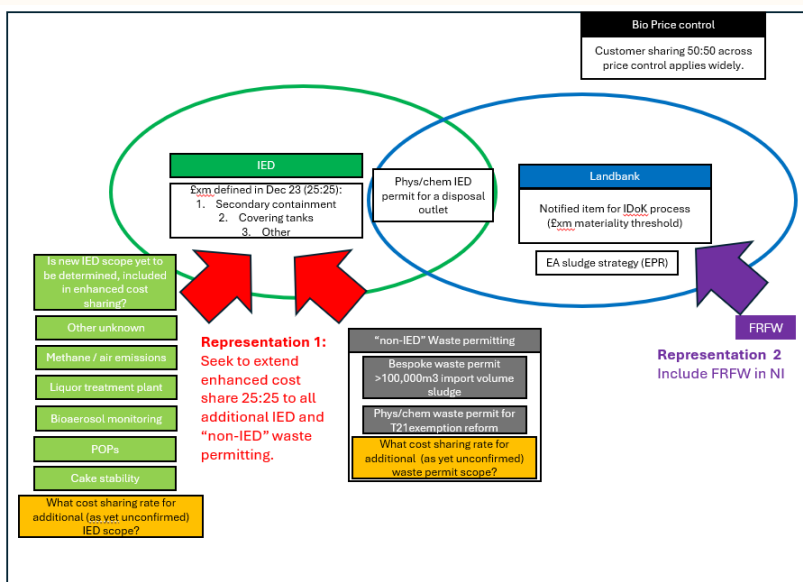 Bio Price control
Customer sharing 50:50 across
price control applies widely.
IED
£xm defined in Dec 23 (25:25):
1. Secondary containment
2. Covering tanks
3. Other
Phys/chem IED
permit for a disposal
outlet
Landbank
Notified item for IDoK process
(£xm materiality threshold)
EA sludge strategy (EPR)
Is new IED scope yet to
be determined, included
in enhanced cost
sharing?
Other unknown
Methane / air emissions
Liquor treatment plant
Bioaerosol monitoring
POPs
Cake stability
What cost sharing rate for
additional (as yet unconfirmed)
IED scope?
Representation 1:
Seek to extend
enhanced cost
share 25:25 to all
additional IED and
“non-IED” waste
permitting.
“non-IED” Waste permitting
Bespoke waste permit
>100,000m3 import volume
sludge
Phys/chem waste permit for
T21exemption reform
What cost sharing rate for
additional (as yet unconfirmed)
waste permit scope?
FRFW
Representation 2
Include FRFW in NI